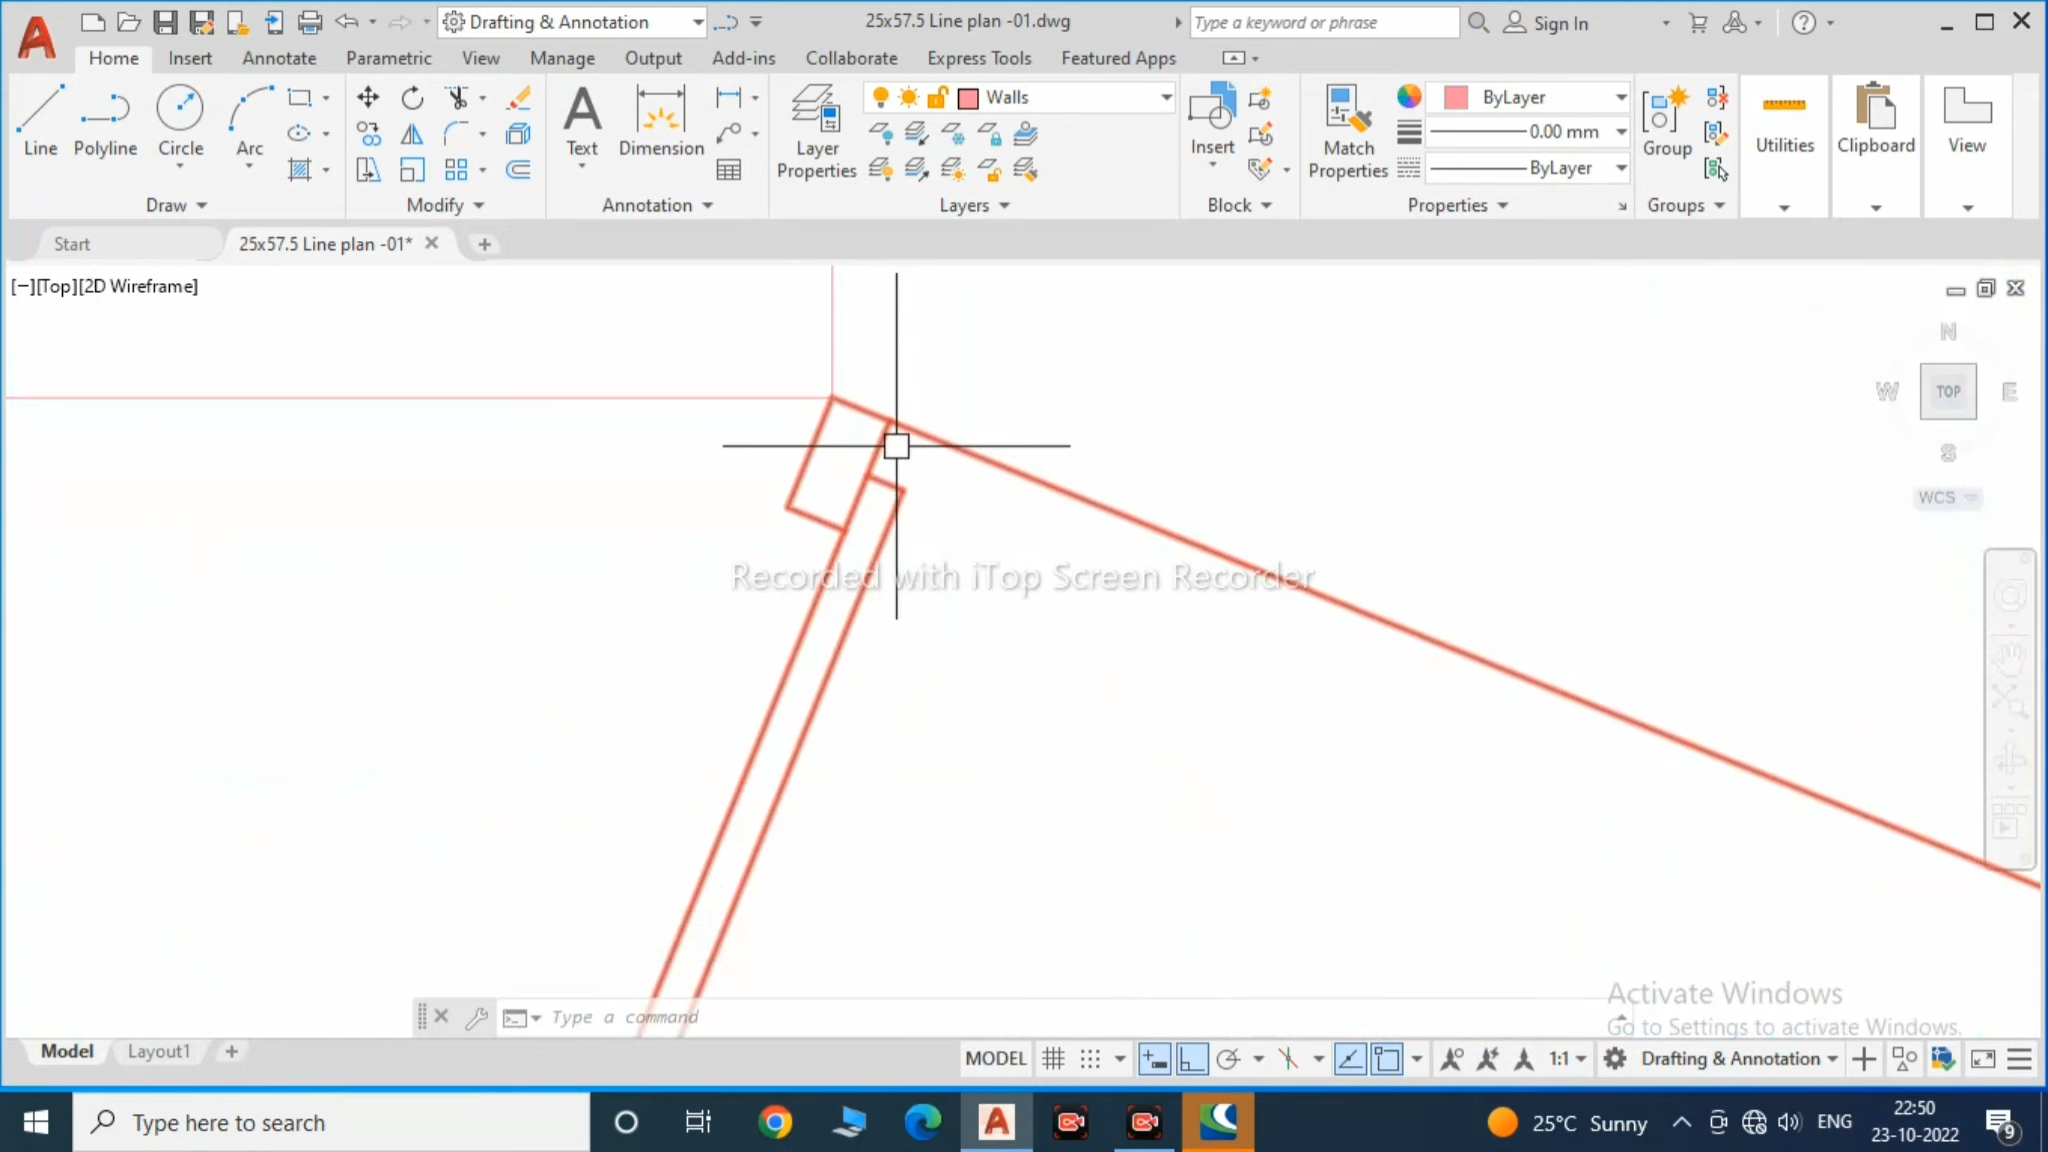 Drafting & Annotation
25x57.5 Line plan -01.dwg
Type a keyword or phrase
Sign In
Home
Insert
Annotate
Parametric
View
Manage
Output
Add-ins
Collaborate
Express Tools
Featured Apps
Line
Polyline
Circle
Arc
Text
Dimension
Layer
Properties
Walls
Insert
Match
Properties
ByLayer
0.00 mm
ByLayer
Group
Utilities
Clipboard
View
Draw
Modify
Annotation
Layers
Block
Properties
Groups
Start
25x57.5 Line plan -01*
[−][Top][2D Wireframe]
N
W
TOP
E
S
WCS
Recorded with iTop Screen Recorder
Activate Windows
Go to Settings to activate Windows.
Type a command
Model
Layout1
MODEL
1:1
Drafting & Annotation
Type here to search
25°C Sunny
ENG
22:50
23-10-2022
9